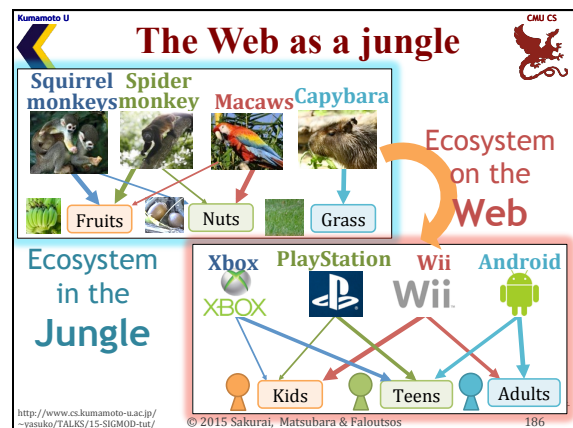 Kumamoto U
CMU CS
The Web as a jungle
Squirrel monkeys
Spider monkey
Macaws
Capybara
Fruits
Nuts
Grass
Ecosystem
on the
Web
Ecosystem
in the
Jungle
Xbox
PlayStation
Wii
Android
XBOX
Wii
Kids
Teens
Adults
http://www.cs.kumamoto-u.ac.jp/
~yasuko/TALKS/15-SIGMOD-tut/
© 2015 Sakurai, Matsubara & Faloutsos
186